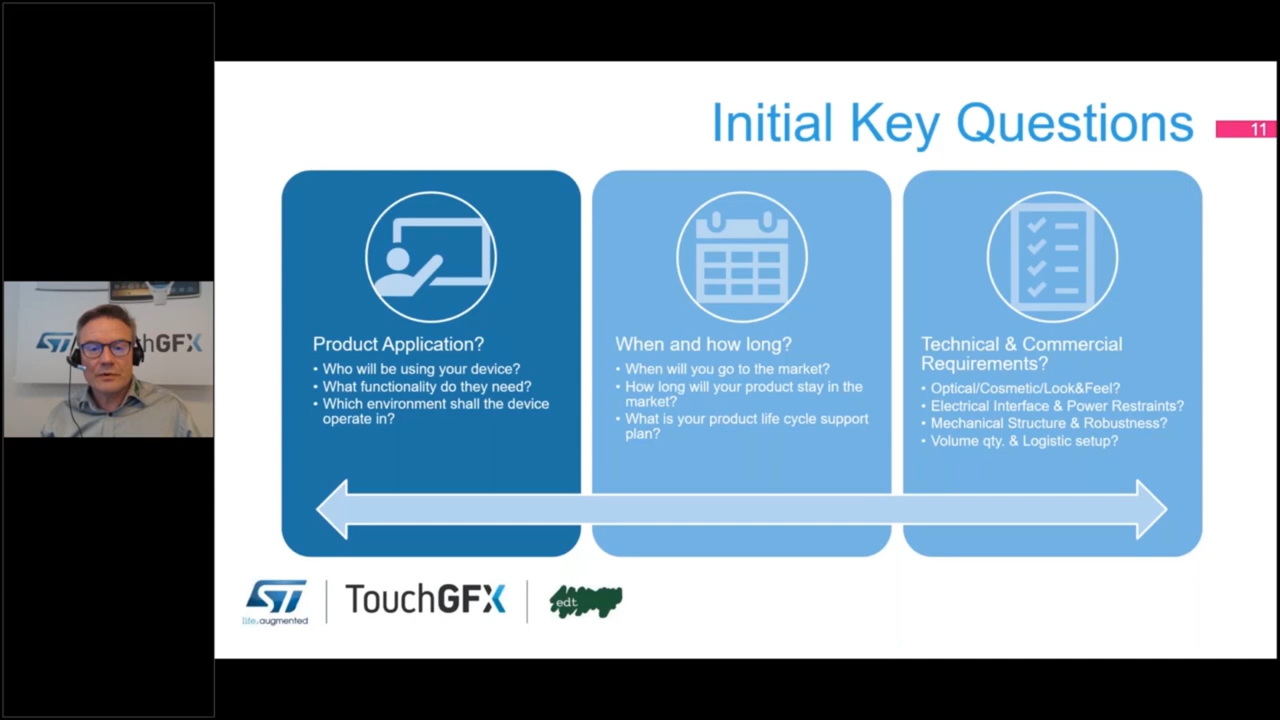 Initial Key Questions
11
Product Application?
• Who will be using your device?
• What functionality do they need?
• Which environment shall the device
operate in?
When and how long?
• When will you go to the market?
• How long will your product stay in the
market?
• What is your product life cycle support
plan?
Technical & Commercial
Requirements?
• Optical/Cosmetic/Look&Feel?
• Electrical Interface & Power Restraints?
• Mechanical Structure & Robustness?
• Volume qty. & Logistic setup?
ST
life.augmented
TouchGFX
edt
ST
hGFX